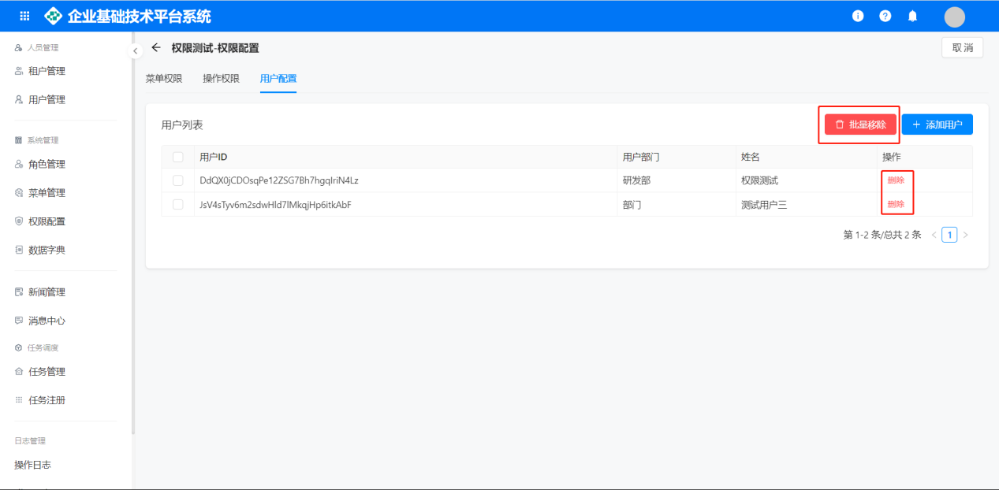 企业基础技术平台系统
人员管理
租户管理
用户管理
系统管理
角色管理
菜单管理
权限配置
数据字典
新闻管理
消息中心
任务调度
任务管理
任务注册
日志管理
操作日志
权限测试-权限配置
取 消
菜单权限 操作权限 用户配置
用户列表
批量移除
+ 添加用户
用户ID 用户部门 姓名 操作
DdQX0jCDOsqPe12ZSG7Bh7hgqIriN4Lz 研发部 权限测试 删除
JsV4sTyv6m2sdwHld7lMkqjHp6itkAbF 部门 测试用户三 删除
第 1-2 条/总共 2 条 < 1 >